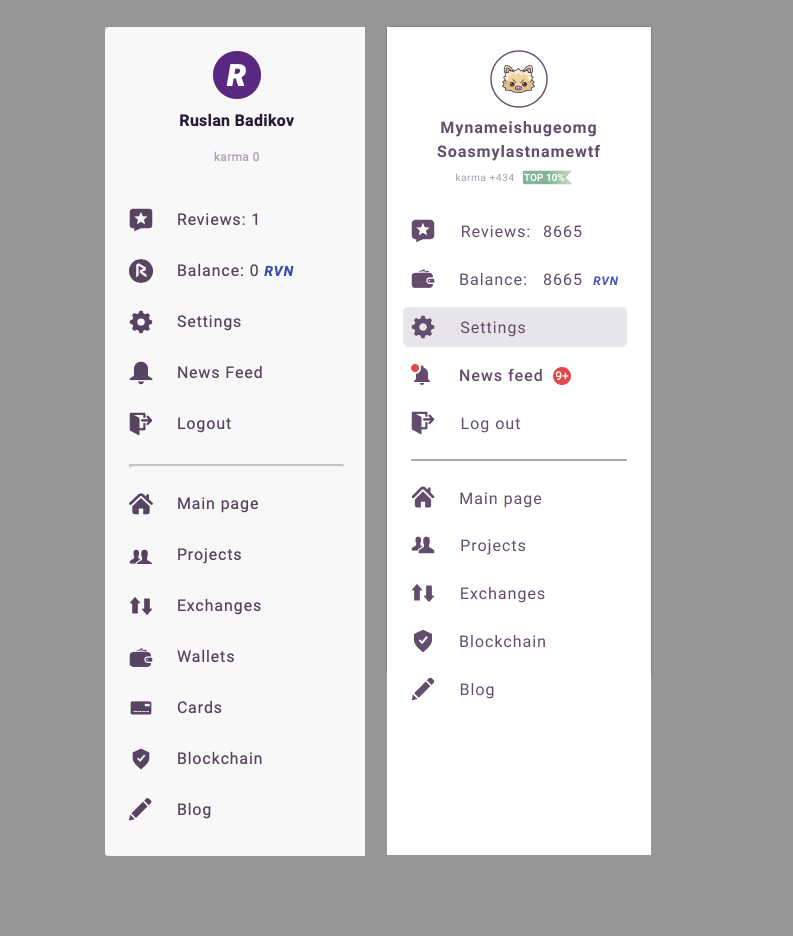 R
Ruslan Badikov
karma 0
Reviews: 1
Balance: 0 RVN
Settings
News Feed
Logout
Main page
Projects
Exchanges
Wallets
Cards
Blockchain
Blog
Mynameishugeomg
Soasmylastnamewtf
karma +434 TOP 10%
Reviews: 8665
Balance: 8665 RVN
Settings
News feed 9+
Log out
Main page
Projects
Exchanges
Blockchain
Blog